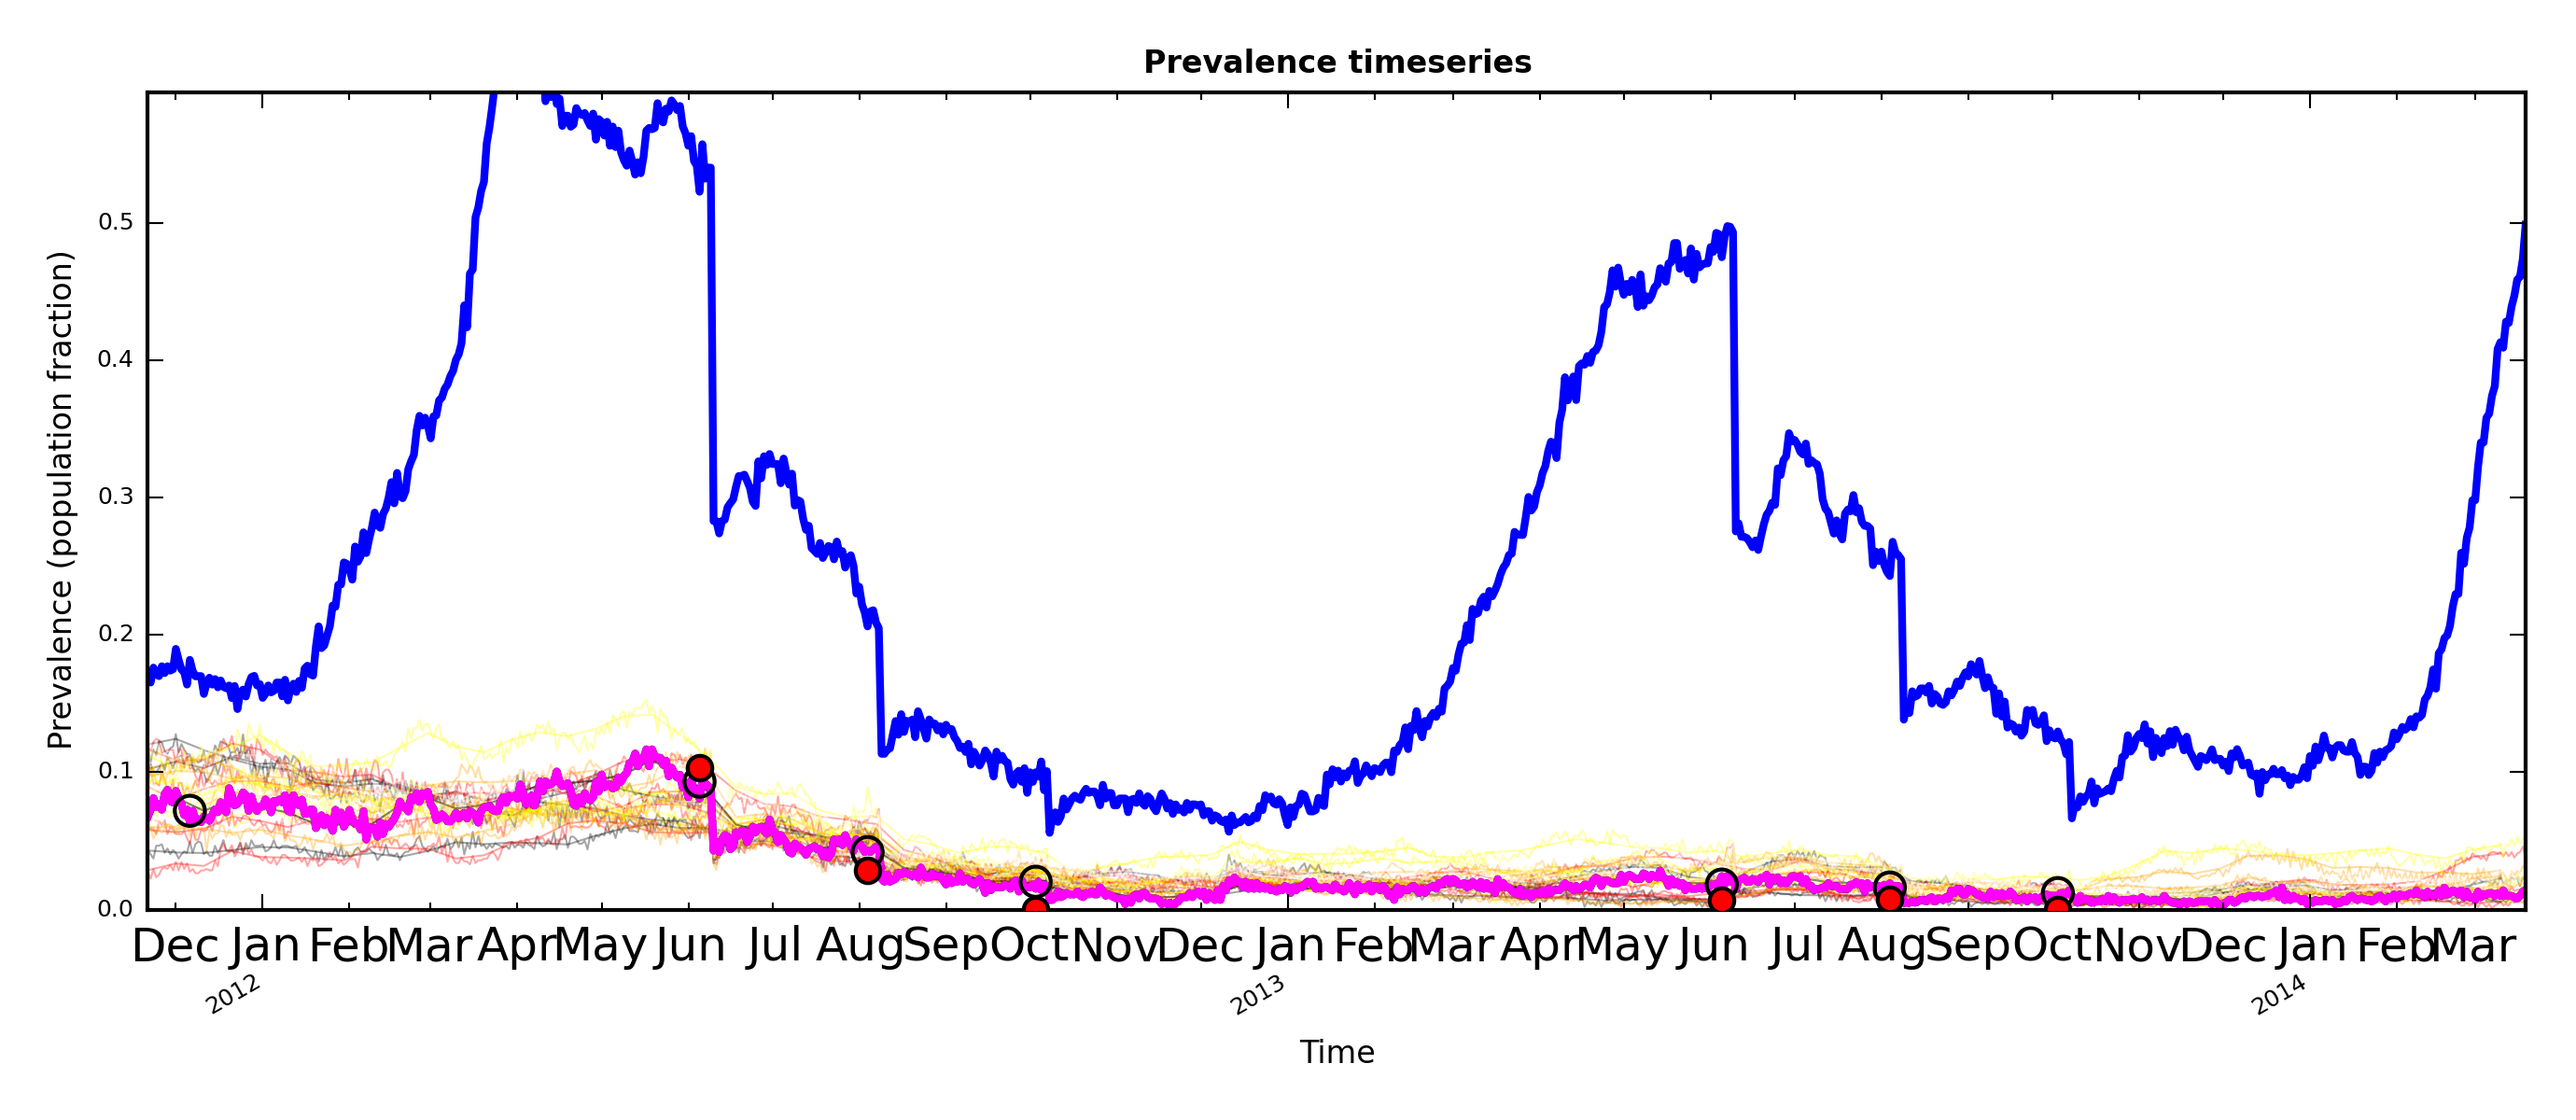 Prevalence timeseries
Prevalence (population fraction)
0.5
0.4
0.3
0.2
0.1
0.0
Dec Jan Feb Mar Apr May Jun Jul Aug Sep Oct Nov Dec Jan Feb Mar Apr May Jun Jul Aug Sep Oct Nov Dec Jan Feb Mar
2012 2013 2014
Time